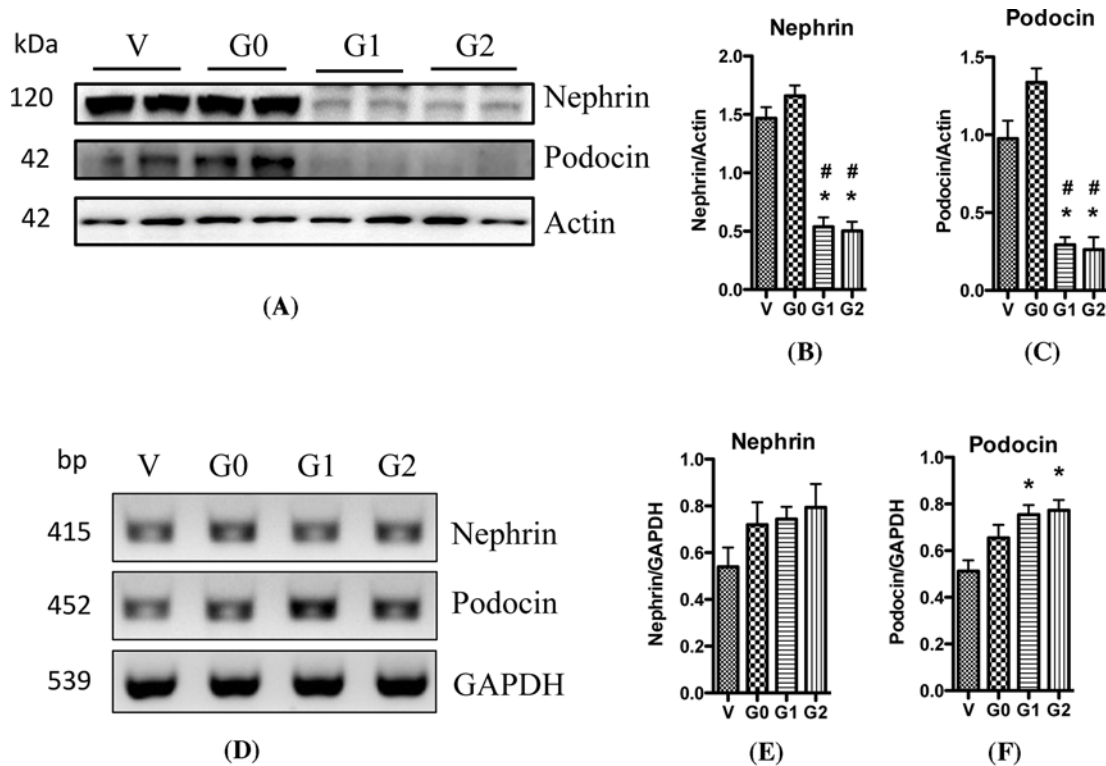 kDa V G0 G1 G2
120 Nephrin
42 Podocin
42 Actin
(A)
Nephrin
Nephrin/Actin
2.0
1.5
1.0
0.5
0.0
# #
* *
V G0 G1 G2
(B)
Podocin
Podocin/Actin
1.5
1.0
0.5
0.0
# #
* *
V G0 G1 G2
(C)
bp V G0 G1 G2
415 Nephrin
452 Podocin
539 GAPDH
(D)
Nephrin
Nephrin/GAPDH
1.0
0.8
0.6
0.4
0.2
0.0
V G0 G1 G2
(E)
Podocin
Podocin/GAPDH
1.0
0.8
0.6
0.4
0.2
0.0
* *
V G0 G1 G2
(F)